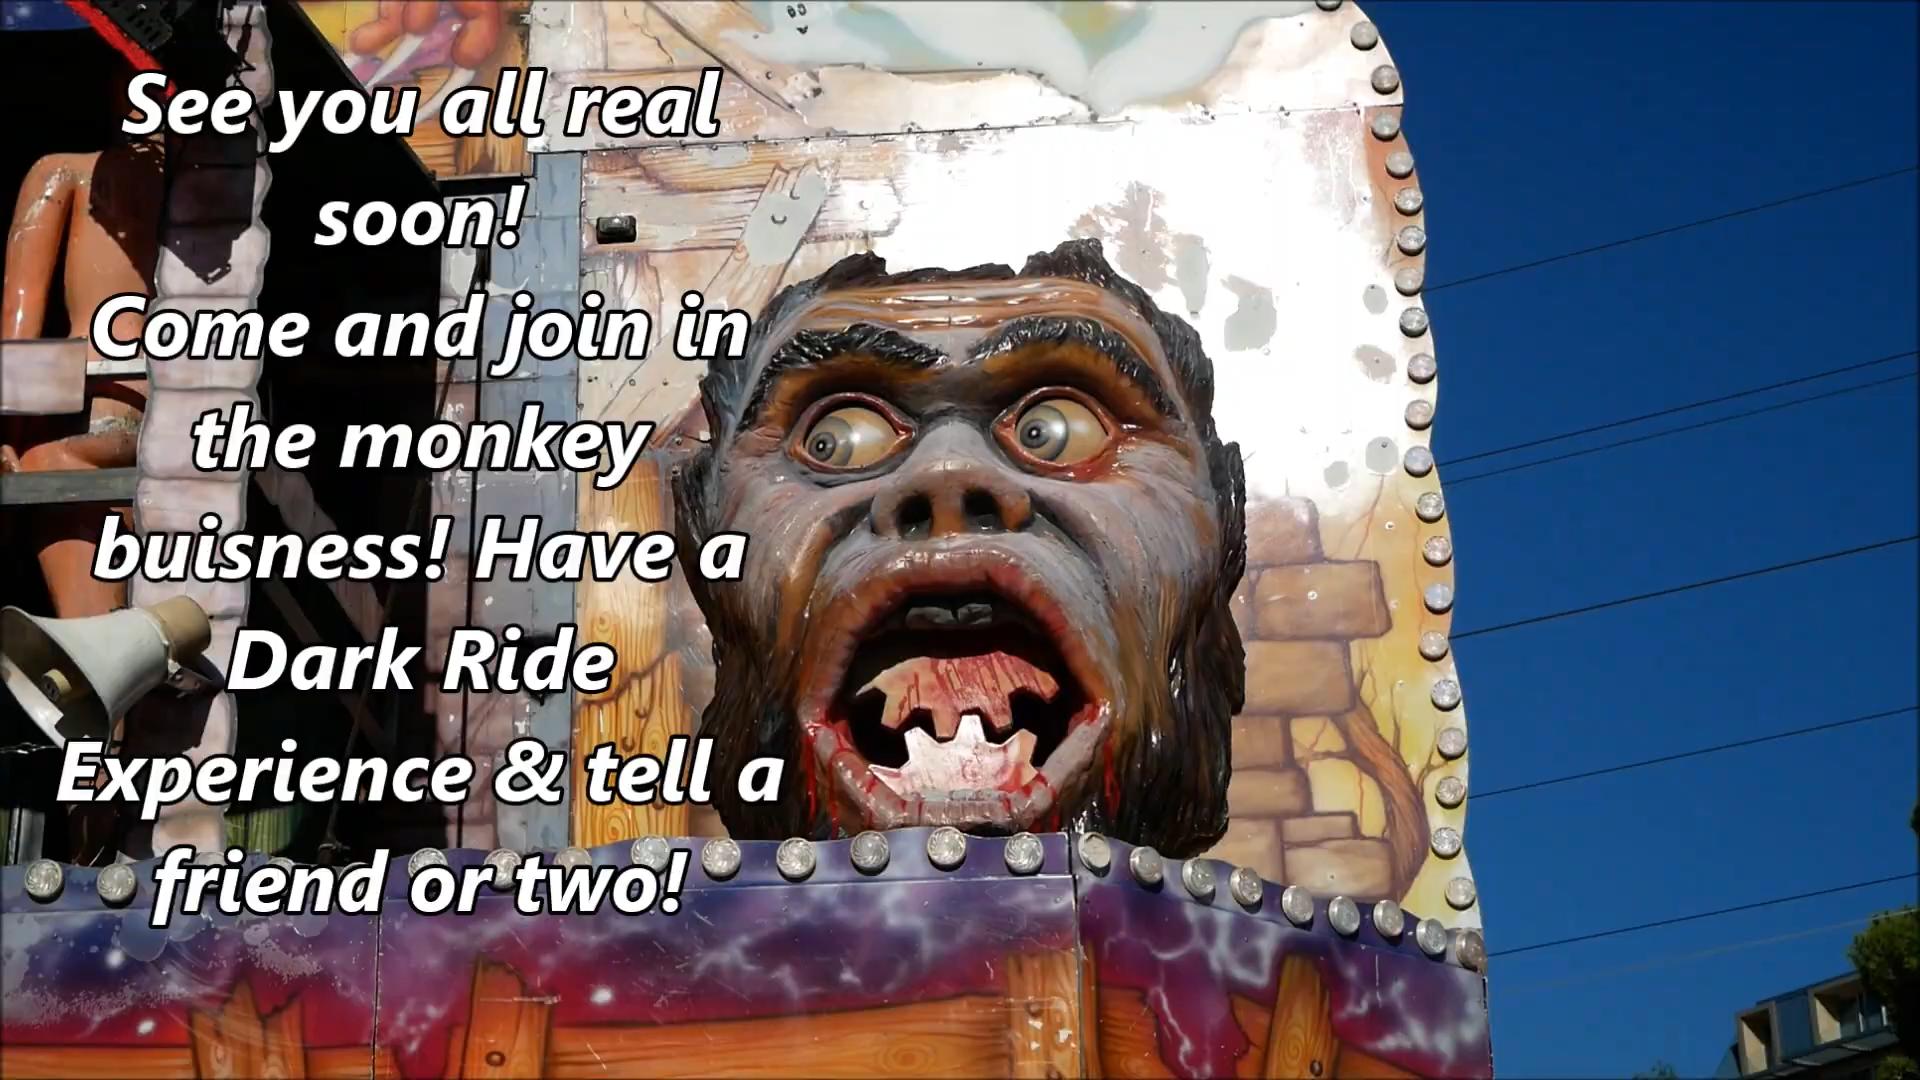 See you all real
soon!
Come and join in
the monkey
buisness! Have a
Dark Ride
Experience & tell a
friend or two!